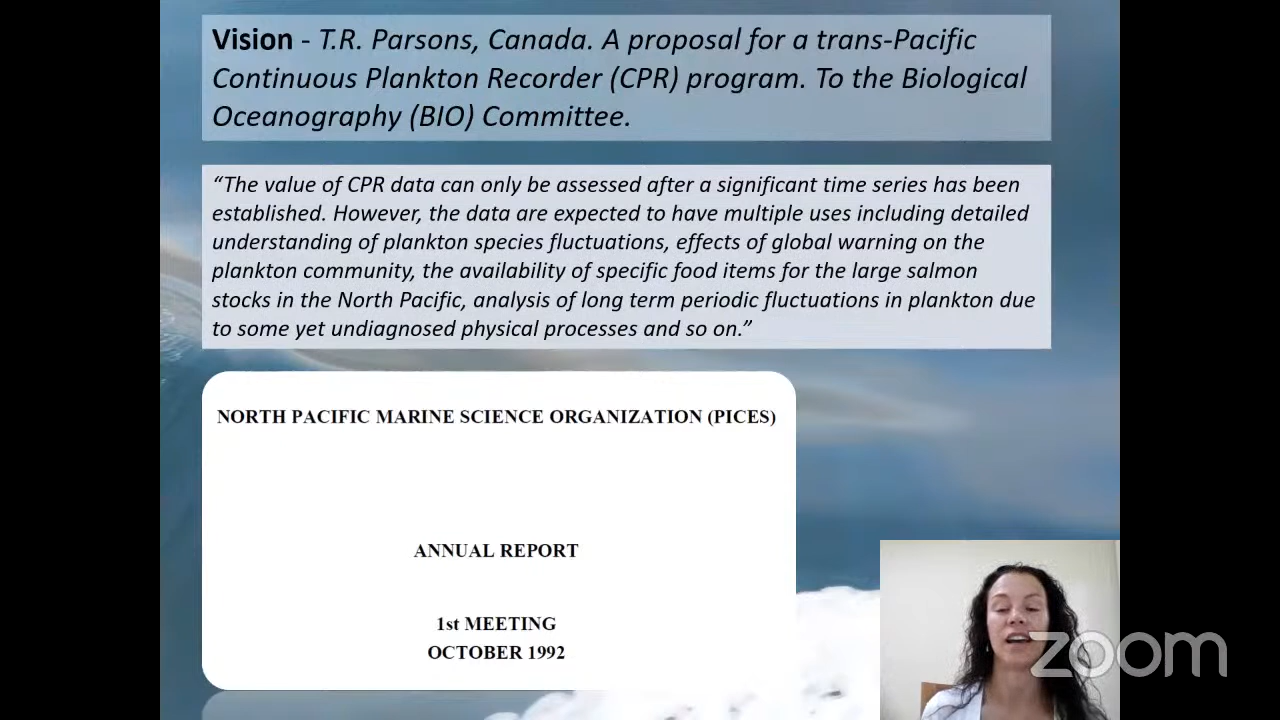 Vision - T.R. Parsons, Canada. A proposal for a trans-Pacific
Continuous Plankton Recorder (CPR) program. To the Biological
Oceanography (BIO) Committee.
“The value of CPR data can only be assessed after a significant time series has been
established. However, the data are expected to have multiple uses including detailed
understanding of plankton species fluctuations, effects of global warning on the
plankton community, the availability of specific food items for the large salmon
stocks in the North Pacific, analysis of long term periodic fluctuations in plankton due
to some yet undiagnosed physical processes and so on.”
NORTH PACIFIC MARINE SCIENCE ORGANIZATION (PICES)
ANNUAL REPORT
1st MEETING
OCTOBER 1992
zoom